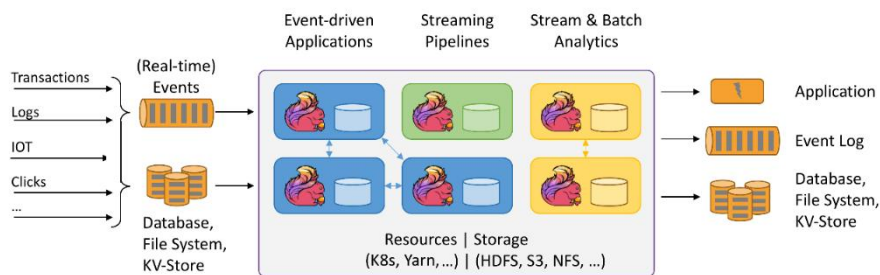 Event-driven
Applications
Streaming
Pipelines
Stream & Batch
Analytics
Transactions
Logs
IOT
Clicks
...
(Real-time)
Events
Database,
File System,
KV-Store
Resources | Storage
(K8s, Yarn, ...) | (HDFS, S3, NFS, ...)
Application
Event Log
Database,
File System,
KV-Store